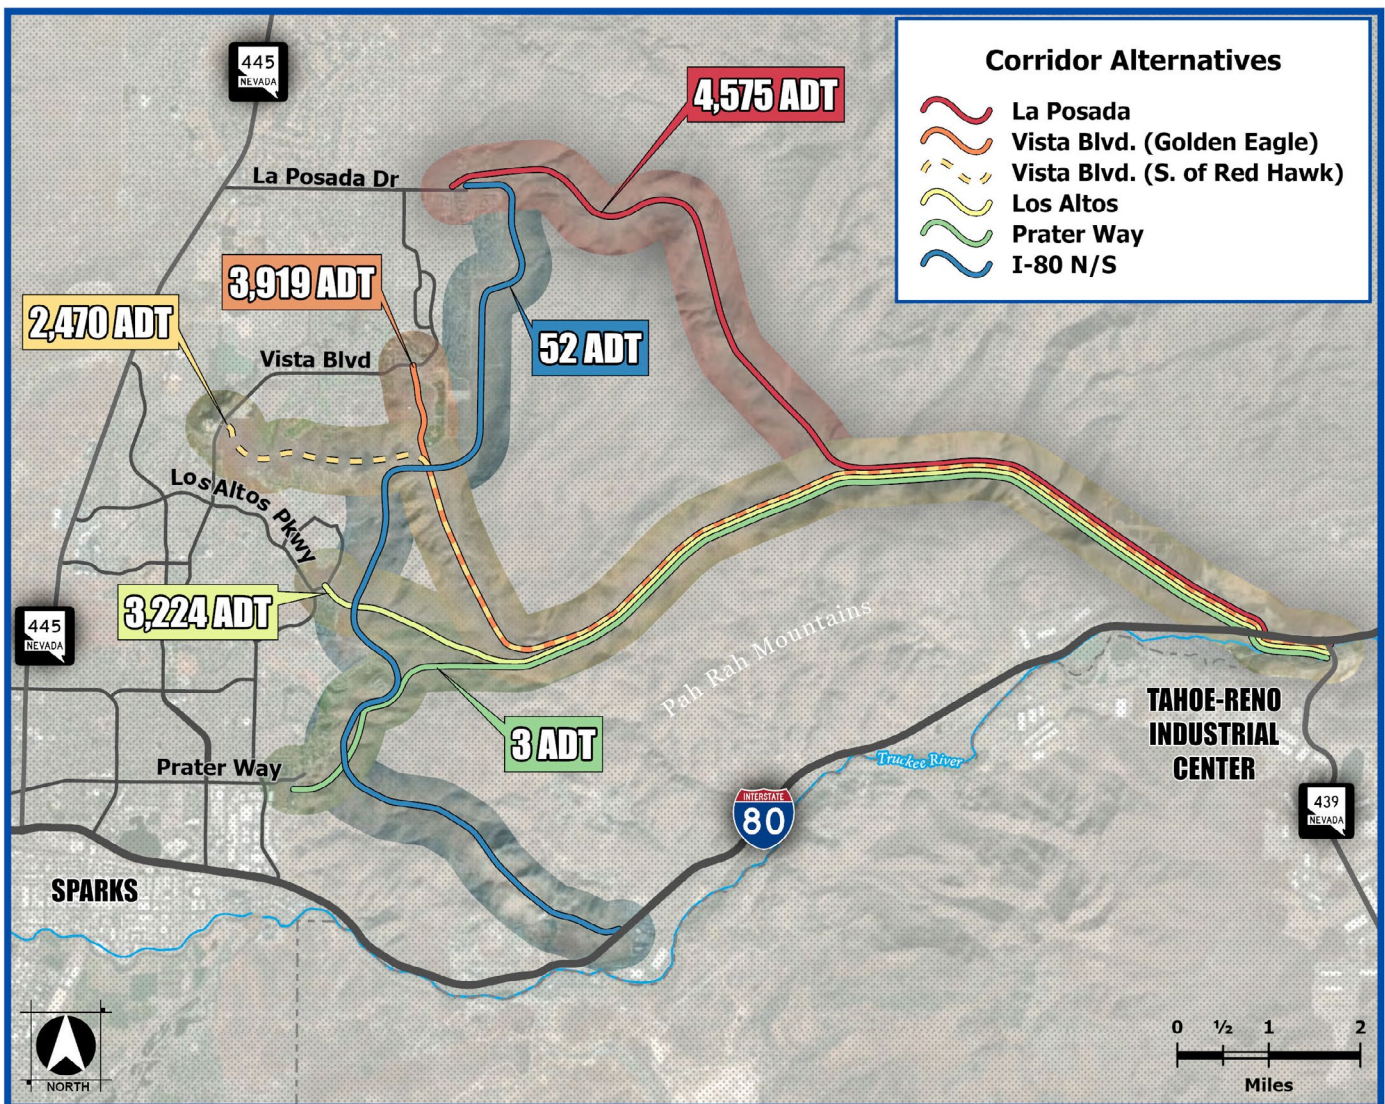 445
NEVADA
Corridor Alternatives
La Posada
Vista Blvd. (Golden Eagle)
Vista Blvd. (S. of Red Hawk)
Los Altos
Prater Way
I-80 N/S
4,575 ADT
La Posada Dr
3,919 ADT
2,470 ADT
52 ADT
Vista Blvd
Los Altos Pkwy
3,224 ADT
445
NEVADA
Pah Rah Mountains
TAHOE-RENO
INDUSTRIAL
CENTER
3 ADT
Truckee River
Prater Way
INTERSTATE
80
439
NEVADA
SPARKS
NORTH
0 ½ 1 2
Miles